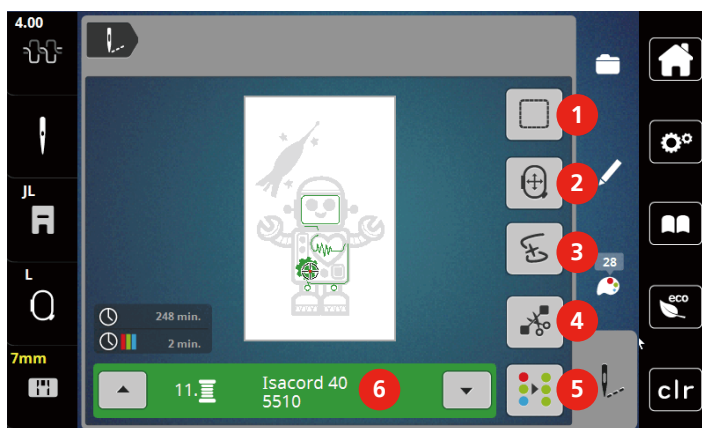 4.00
JL
L
7mm
248 min.
2 min.
11.
Isacord 40
5510
1
2
3
4
5
6
28
eco
clr